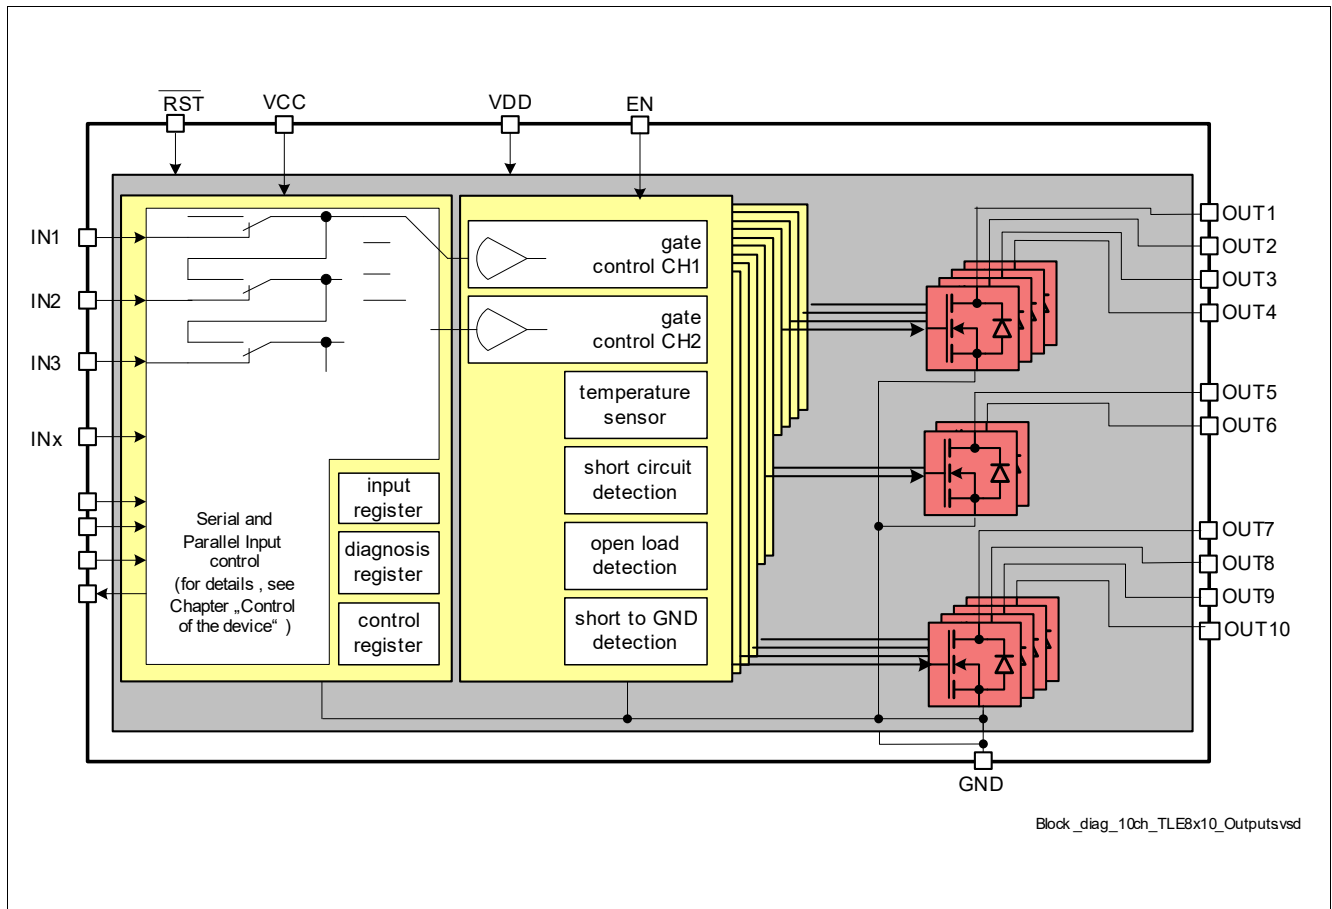 RST
VCC
VDD
EN
IN1
IN2
IN3
INx
Serial and
Parallel Input
control
(for details , see
Chapter „Control
of the device“ )
input
register
diagnosis
register
control
register
gate
control CH1
gate
control CH2
temperature
sensor
short circuit
detection
open load
detection
short to GND
detection
OUT1
OUT2
OUT3
OUT4
OUT5
OUT6
OUT7
OUT8
OUT9
OUT10
GND
Block_diag_10ch_TLE8x10_Outputs.vsd